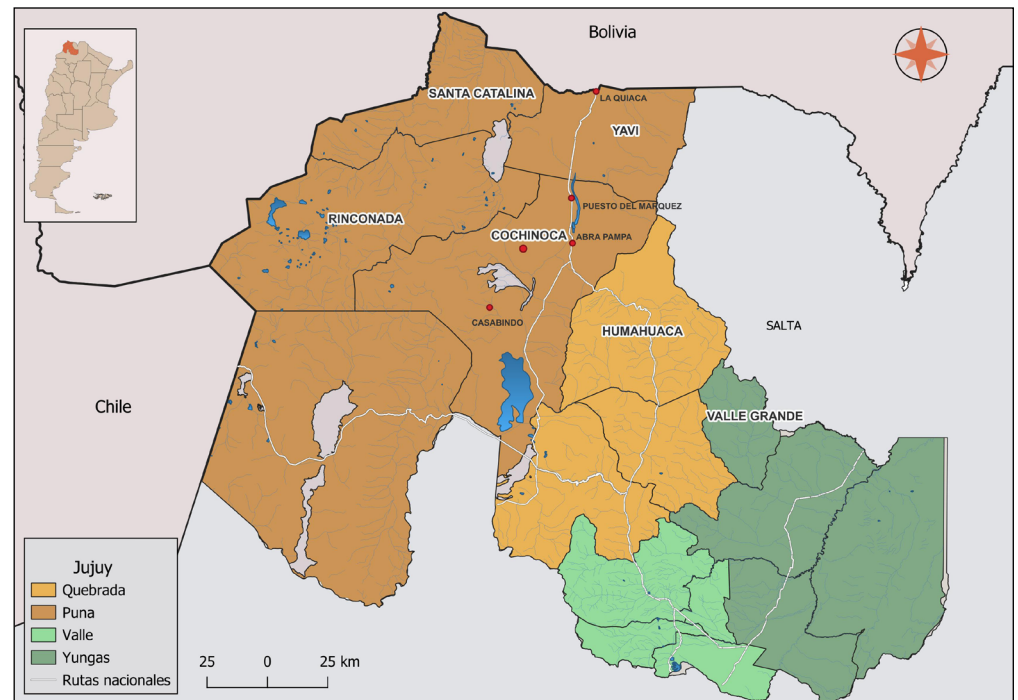 Bolivia
SANTA CATALINA
LA QUIACA
YAVI
PUESTO DEL MARQUEZ
RINCONADA
COCHINOCA
ABRA PAMPA
CASABINDO
HUMAHUACA
SALTA
Chile
VALLE GRANDE
Jujuy
Quebrada
Puna
Valle
Yungas
Rutas nacionales
25 0 25 km